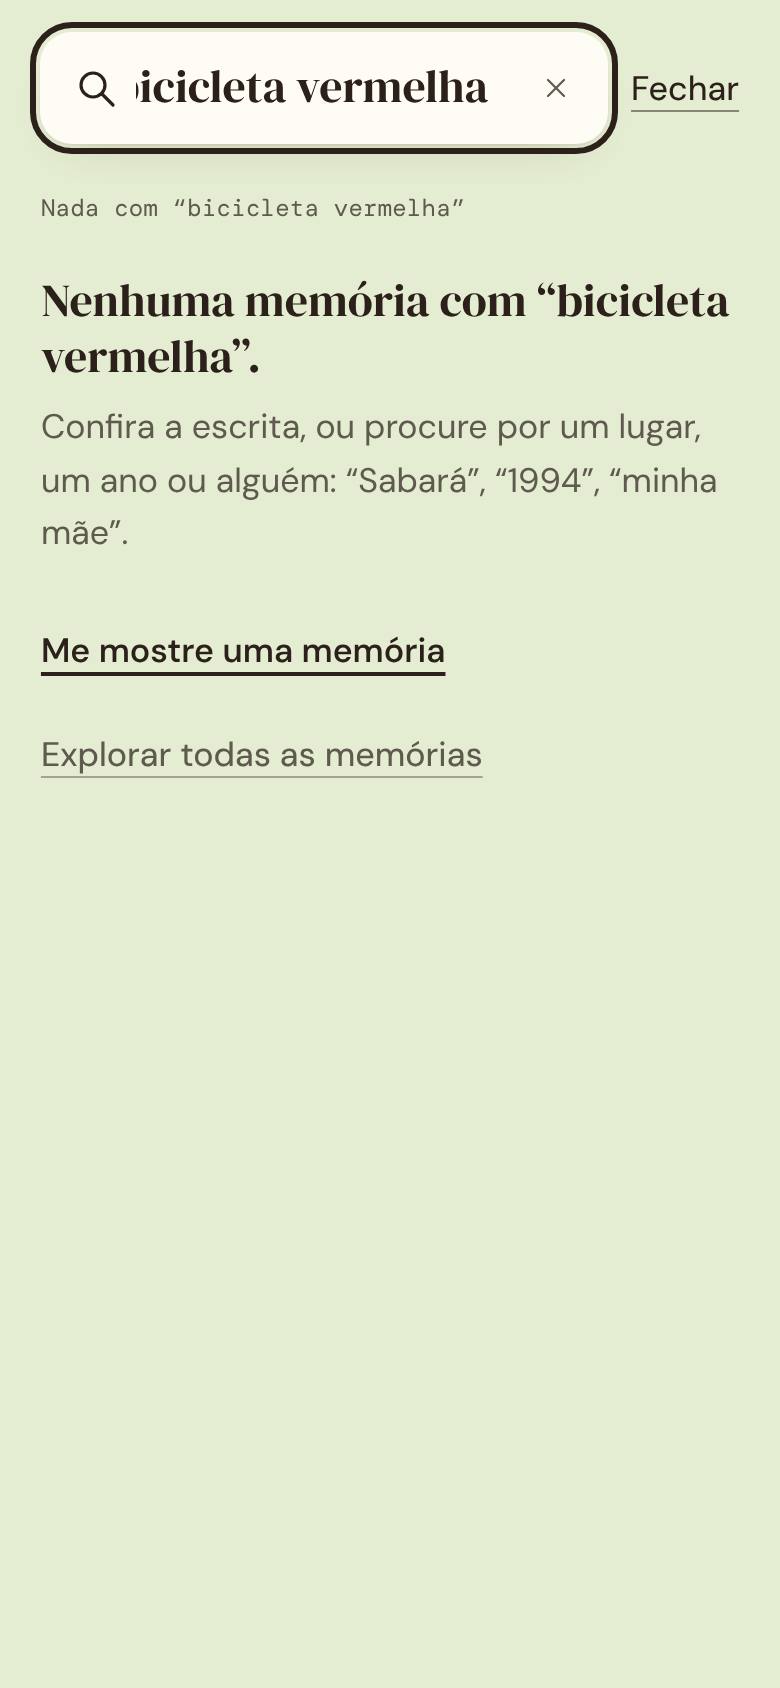 bicicleta vermelha
Fechar
Nada com “bicicleta vermelha”
Nenhuma memória com “bicicleta
vermelha”.
Confira a escrita, ou procure por um lugar,
um ano ou alguém: “Sabará”, “1994”, “minha
mãe”.
Me mostre uma memória
Explorar todas as memórias